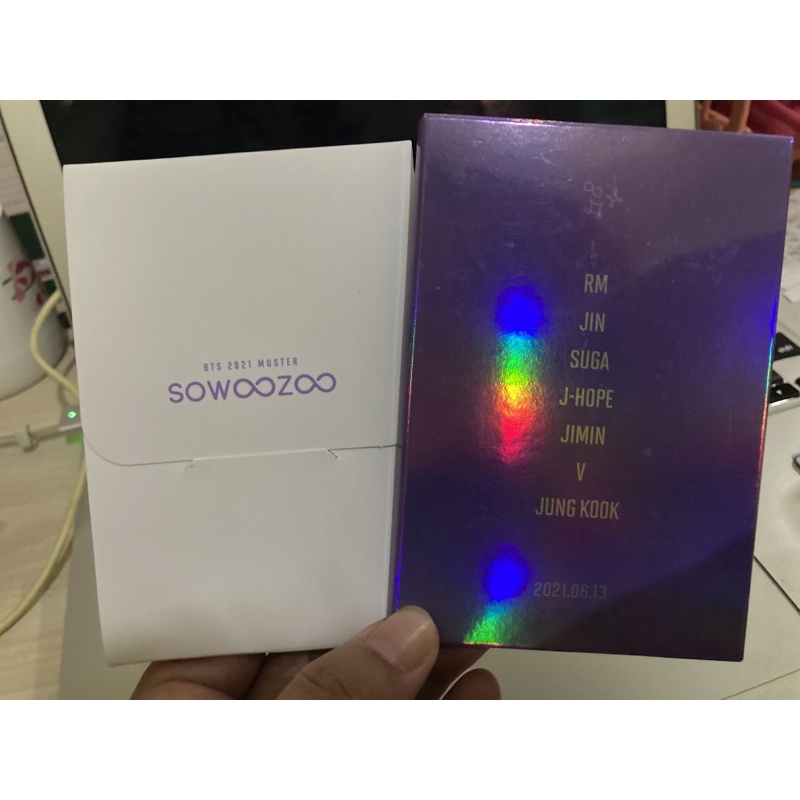 BTS 2021 MUSTER
SOWOOZOO
RM
JIN
SUGA
J-HOPE
JIMIN
V
JUNG KOOK
2021.06.13